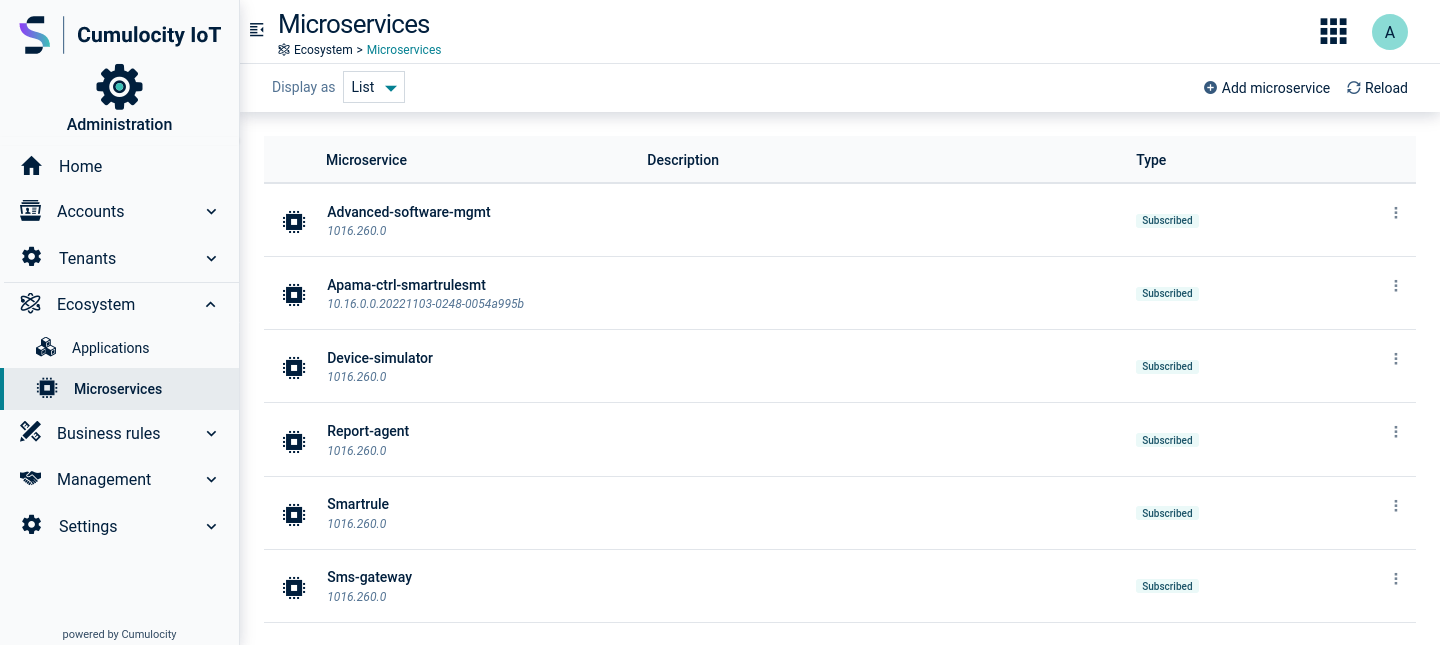 Cumulocity IoT
Administration
Home
Accounts
Tenants
Ecosystem
Applications
Microservices
Business rules
Management
Settings
powered by Cumulocity
Microservices
Ecosystem > Microservices
A
Display as List
Add microservice Reload
Microservice Description Type
Advanced-software-mgmt
1016.260.0
Subscribed
Apama-ctrl-smartrulesmt
10.16.0.0.20221103-0248-0054a995b
Subscribed
Device-simulator
1016.260.0
Subscribed
Report-agent
1016.260.0
Subscribed
Smartrule
1016.260.0
Subscribed
Sms-gateway
1016.260.0
Subscribed